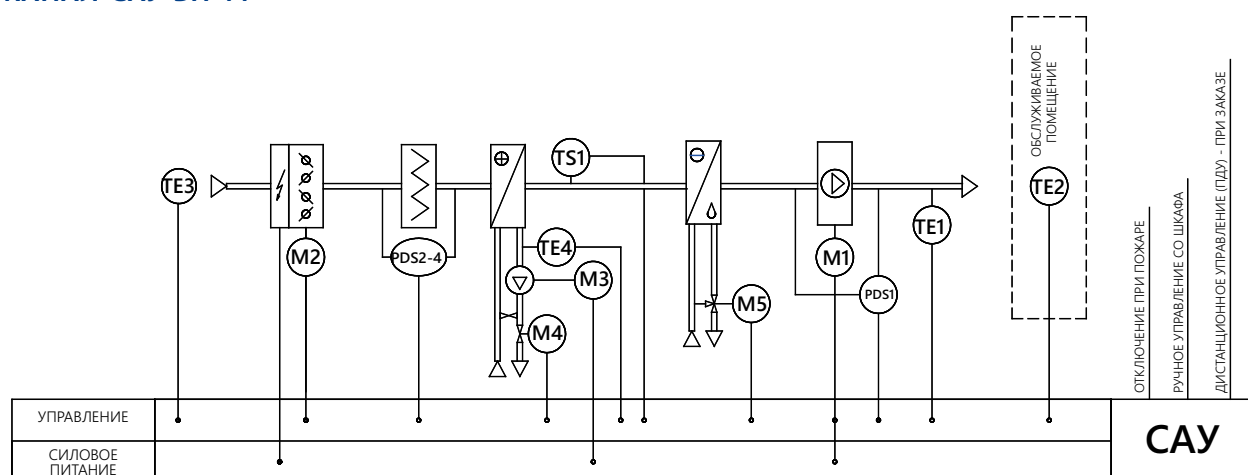 ОБСЛУЖИВАЕМОЕ
ПОМЕЩЕНИЕ
ОТКЛЮЧЕНИЕ ПРИ ПОЖАРЕ
РУЧНОЕ УПРАВЛЕНИЕ СО ШКАФА
ДИСТАНЦИОННОЕ УПРАВЛЕНИЕ (ПДУ) - ПРИ ЗАКАЗЕ
TE3
TS1
TE2
TE1
M2
PDS2-4
TE4
M3
M1
M5
PDS1
M4
УПРАВЛЕНИЕ
СИЛОВОЕ
ПИТАНИЕ
САУ